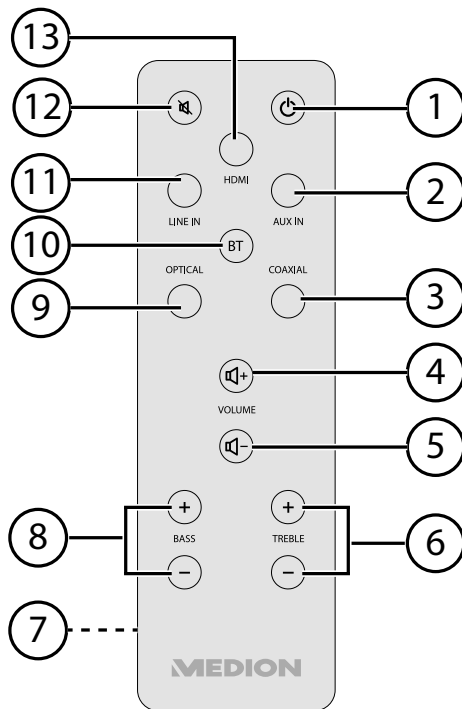 13
12
1
HDMI
11
2
LINE IN
AUX IN
10
BT
OPTICAL
COAXIAL
9
3
+
4
VOLUME
−
5
+
+
8
BASS
TREBLE
6
−
−
7
MEDION